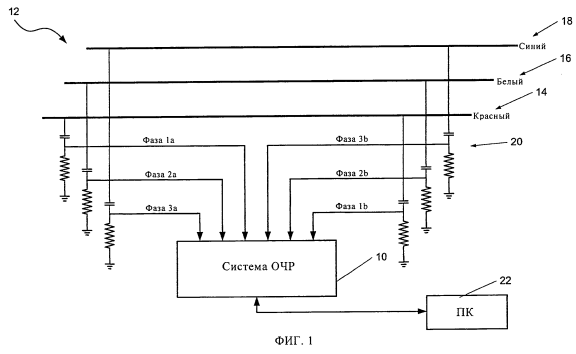 12
18
Синий
16
Белый
14
Красный
Фаза 1a
Фаза 3b
20
Фаза 2a
Фаза 2b
Фаза 3a
Фаза 1b
Система ОЧР
10
22
ПК
ФИГ. 1